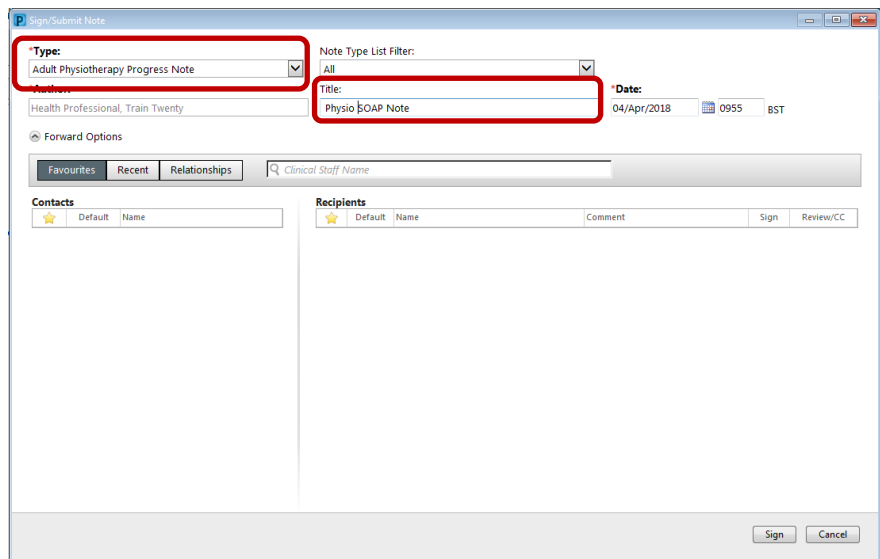 P Sign/Submit Note
*Type: Note Type List Filter:
Adult Physiotherapy Progress Note All
*Author: Title: *Date:
Health Professional, Train Twenty Physio SOAP Note 04/Apr/2018 0955 BST
Forward Options
Favourites Recent Relationships Clinical Staff Name
Contacts Recipients
Default Name Default Name Comment Sign Review/CC
Sign Cancel